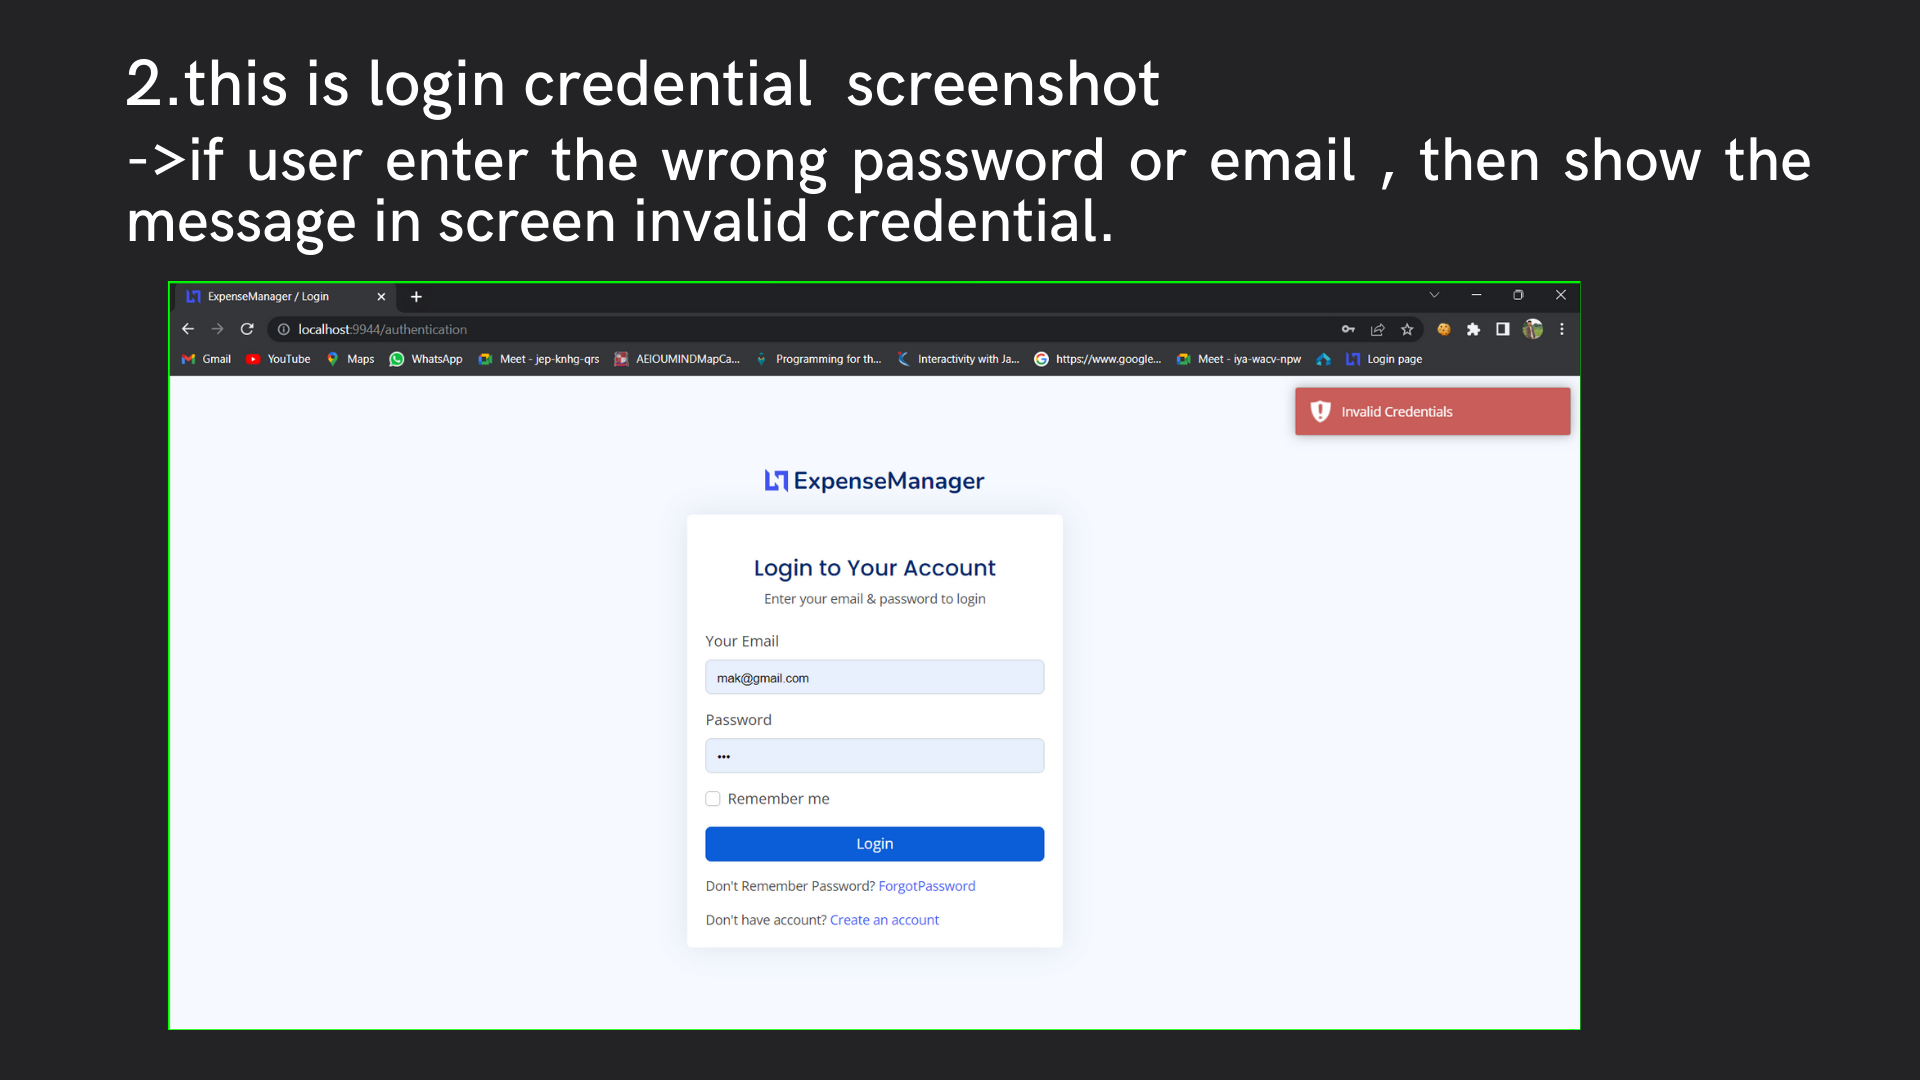 2.this is login credential screenshot
->if user enter the wrong password or email , then show the
message in screen invalid credential.
ExpenseManager / Login
localhost:9944/authentication
Gmail YouTube Maps WhatsApp Meet - jep-knhg-qrs AEIOUMINDMapCa... Programming for th... Interactivity with Ja... https://www.google... Meet - iya-wacv-npw Login page
Invalid Credentials
ExpenseManager
Login to Your Account
Enter your email & password to login
Your Email
mak@gmail.com
Password
•••
Remember me
Login
Don't Remember Password? ForgotPassword
Don't have account? Create an account